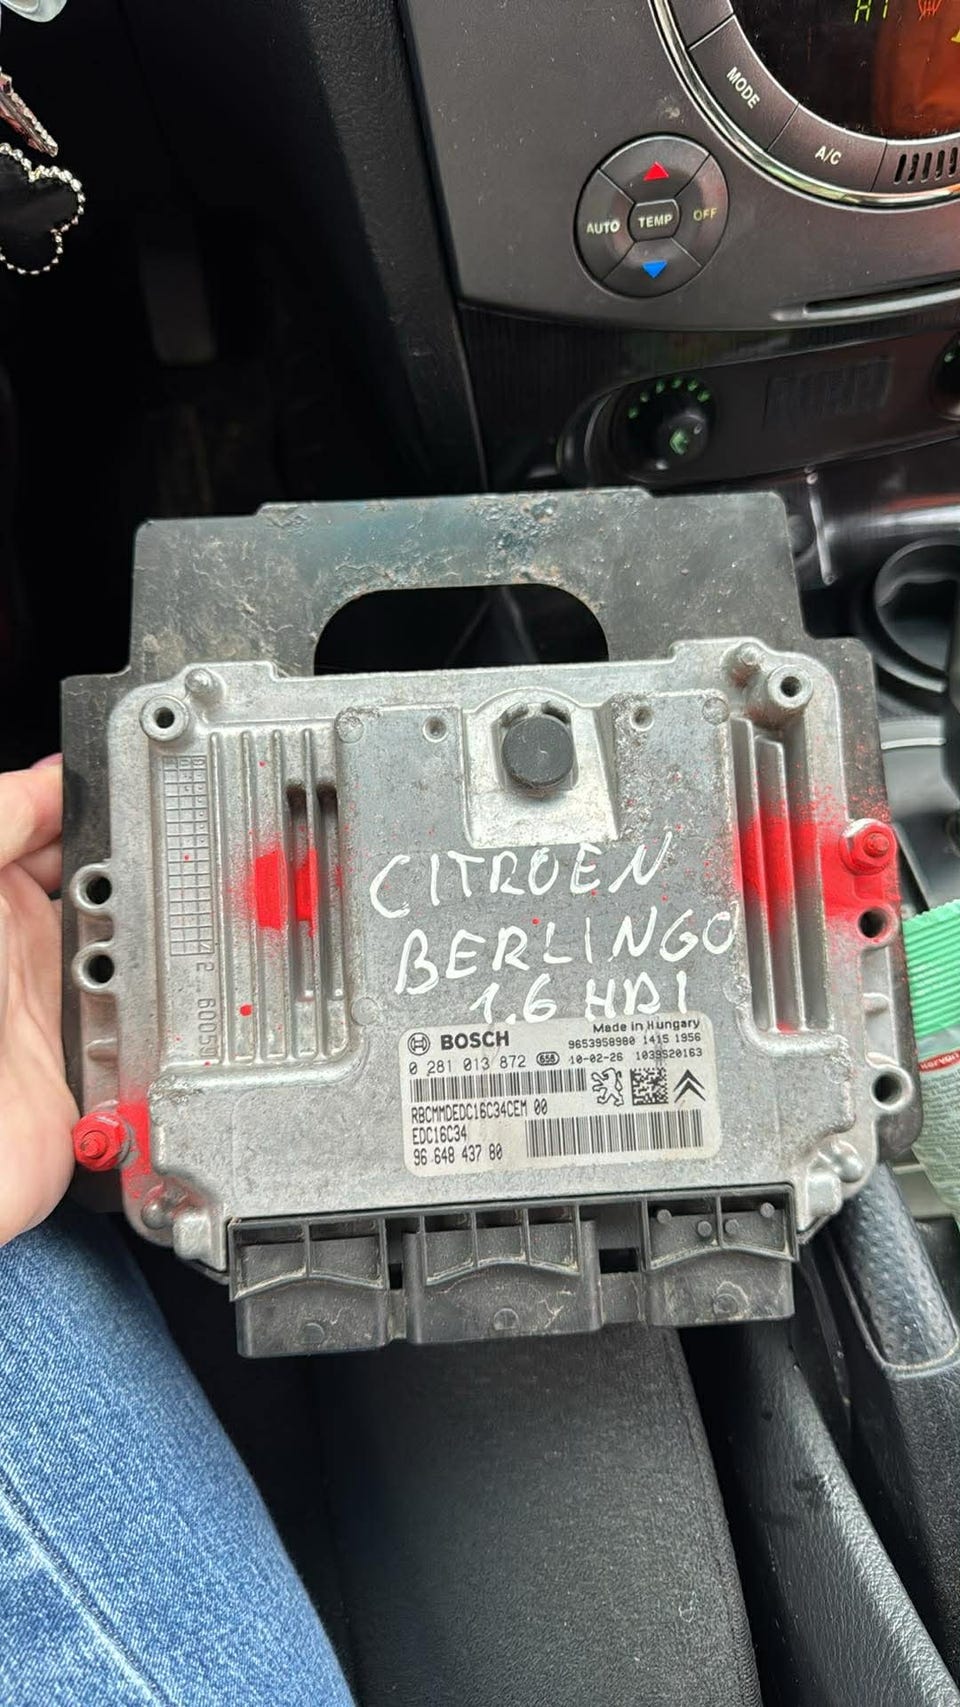 MODE
A/C
AUTO
TEMP
OFF
CITROEN
BERLINGO
1.6 HDI
BOSCH
Made in Hungary
9653958980 1415 1956
0 281 013 872 656 10-02-26 1039S20163
RBCMMDEDC16C34CEM 00
EDC16C34
96 648 437 80